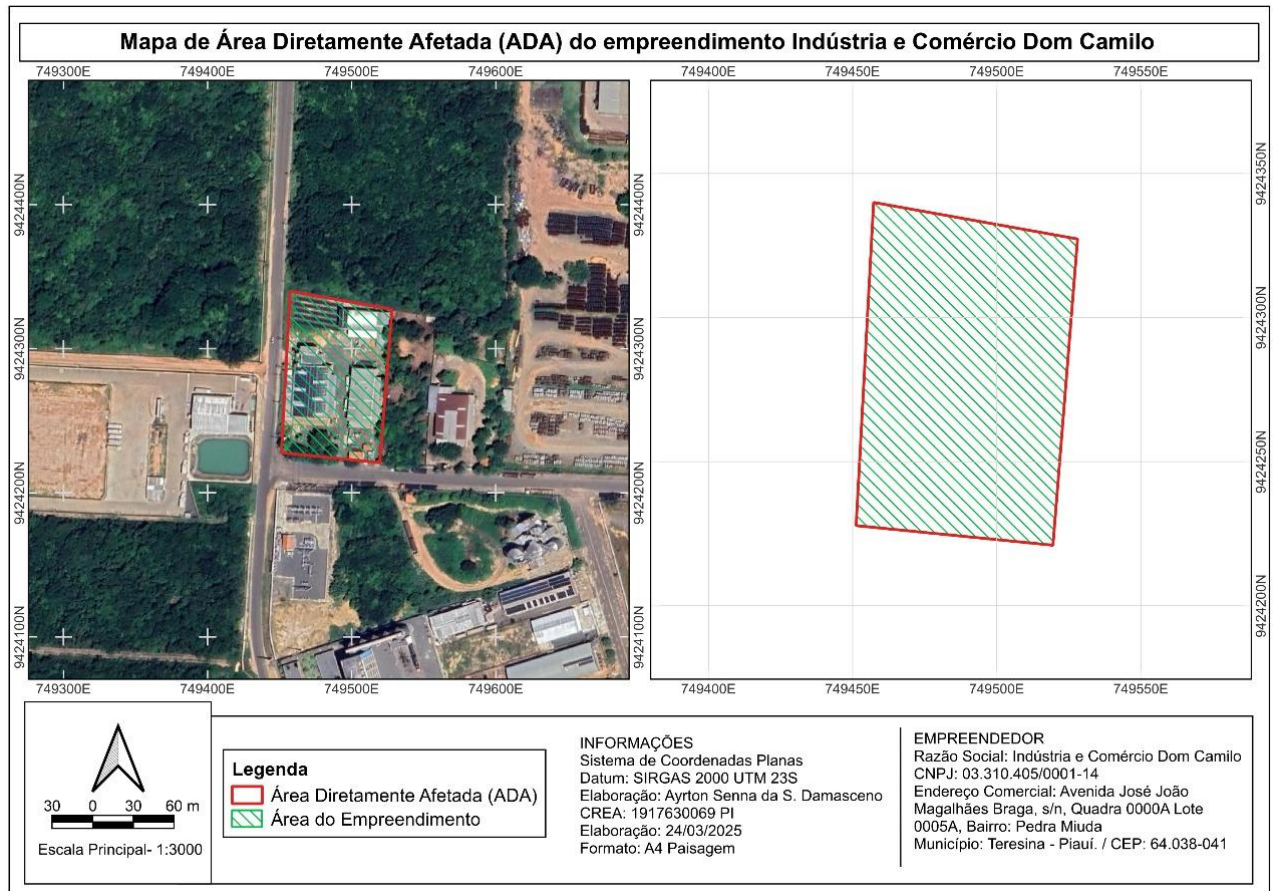 Mapa de Área Diretamente Afetada (ADA) do empreendimento Indústria e Comércio Dom Camilo
749300E 749400E 749500E 749600E
749400E 749450E 749500E 749550E
9424400N
9424300N
9424200N
9424100N
9424400N
9424300N
9424200N
9424100N
9424350N
9424300N
9424250N
9424200N
749300E 749400E 749500E 749600E
749400E 749450E 749500E 749550E
30 0 30 60 m
Escala Principal- 1:3000
Legenda
Área Diretamente Afetada (ADA)
Área do Empreendimento
INFORMAÇÕES
Sistema de Coordenadas Planas
Datum: SIRGAS 2000 UTM 23S
Elaboração: Ayrton Senna da S. Damasceno
CREA: 1917630069 PI
Elaboração: 24/03/2025
Formato: A4 Paisagem
EMPREENDEDOR
Razão Social: Indústria e Comércio Dom Camilo
CNPJ: 03.310.405/0001-14
Endereço Comercial: Avenida José João
Magalhães Braga, s/n, Quadra 0000A Lote
0005A, Bairro: Pedra Miuda
Município: Teresina - Piauí. / CEP: 64.038-041